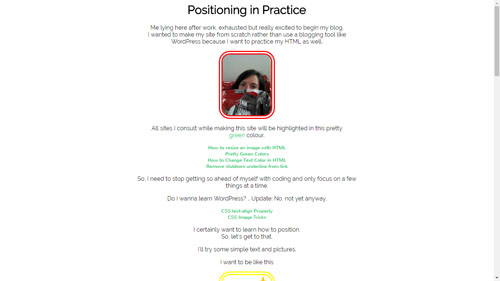 Positioning in Practice
Me lying here after work, exhausted but really excited to begin my blog.
I wanted to make my site from scratch rather than use a blogging tool like
WordPress because I want to practice my HTML as well.
All sites I consult while making this site will be highlighted in this pretty
green colour.
How to resize an image with HTML
Pretty Green Colors
How to Change Text Color in HTML
Remove stubborn underline from link
So, I need to stop getting so ahead of myself with coding and only focus on a few
things at a time.
Do I wanna learn WordPress? .. Update: No, not yet anyway.
CSS text-align Property
CSS Image Tricks
I certainly want to learn how to position.
So, let's get to that.
I'll try some simple text and pictures.
I want to be like this: